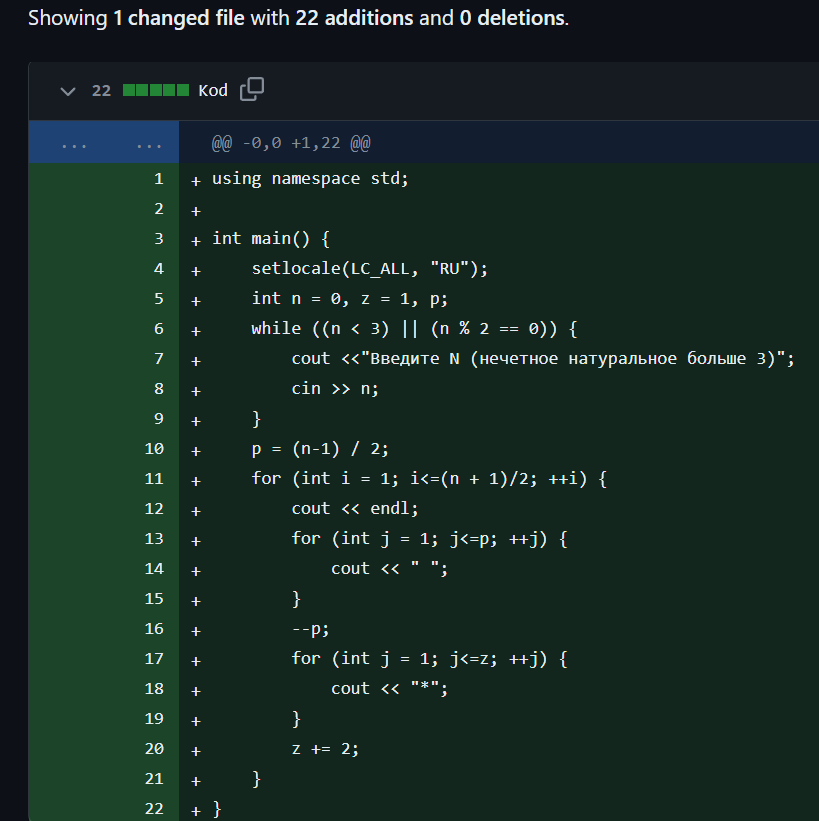 Showing 1 changed file with 22 additions and 0 deletions.
22 Kod
... ... @@ -0,0 +1,22 @@
1 + using namespace std;
2 +
3 + int main() {
4 +     setlocale(LC_ALL, "RU");
5 +     int n = 0, z = 1, p;
6 +     while ((n < 3) || (n % 2 == 0)) {
7 +         cout <<"Введите N (нечетное натуральное больше 3)";
8 +         cin >> n;
9 +     }
10 +     p = (n-1) / 2;
11 +     for (int i = 1; i<=(n + 1)/2; ++i) {
12 +         cout << endl;
13 +         for (int j = 1; j<=p; ++j) {
14 +             cout << " ";
15 +         }
16 +         --p;
17 +         for (int j = 1; j<=z; ++j) {
18 +             cout << "*";
19 +         }
20 +         z += 2;
21 +     }
22 + }